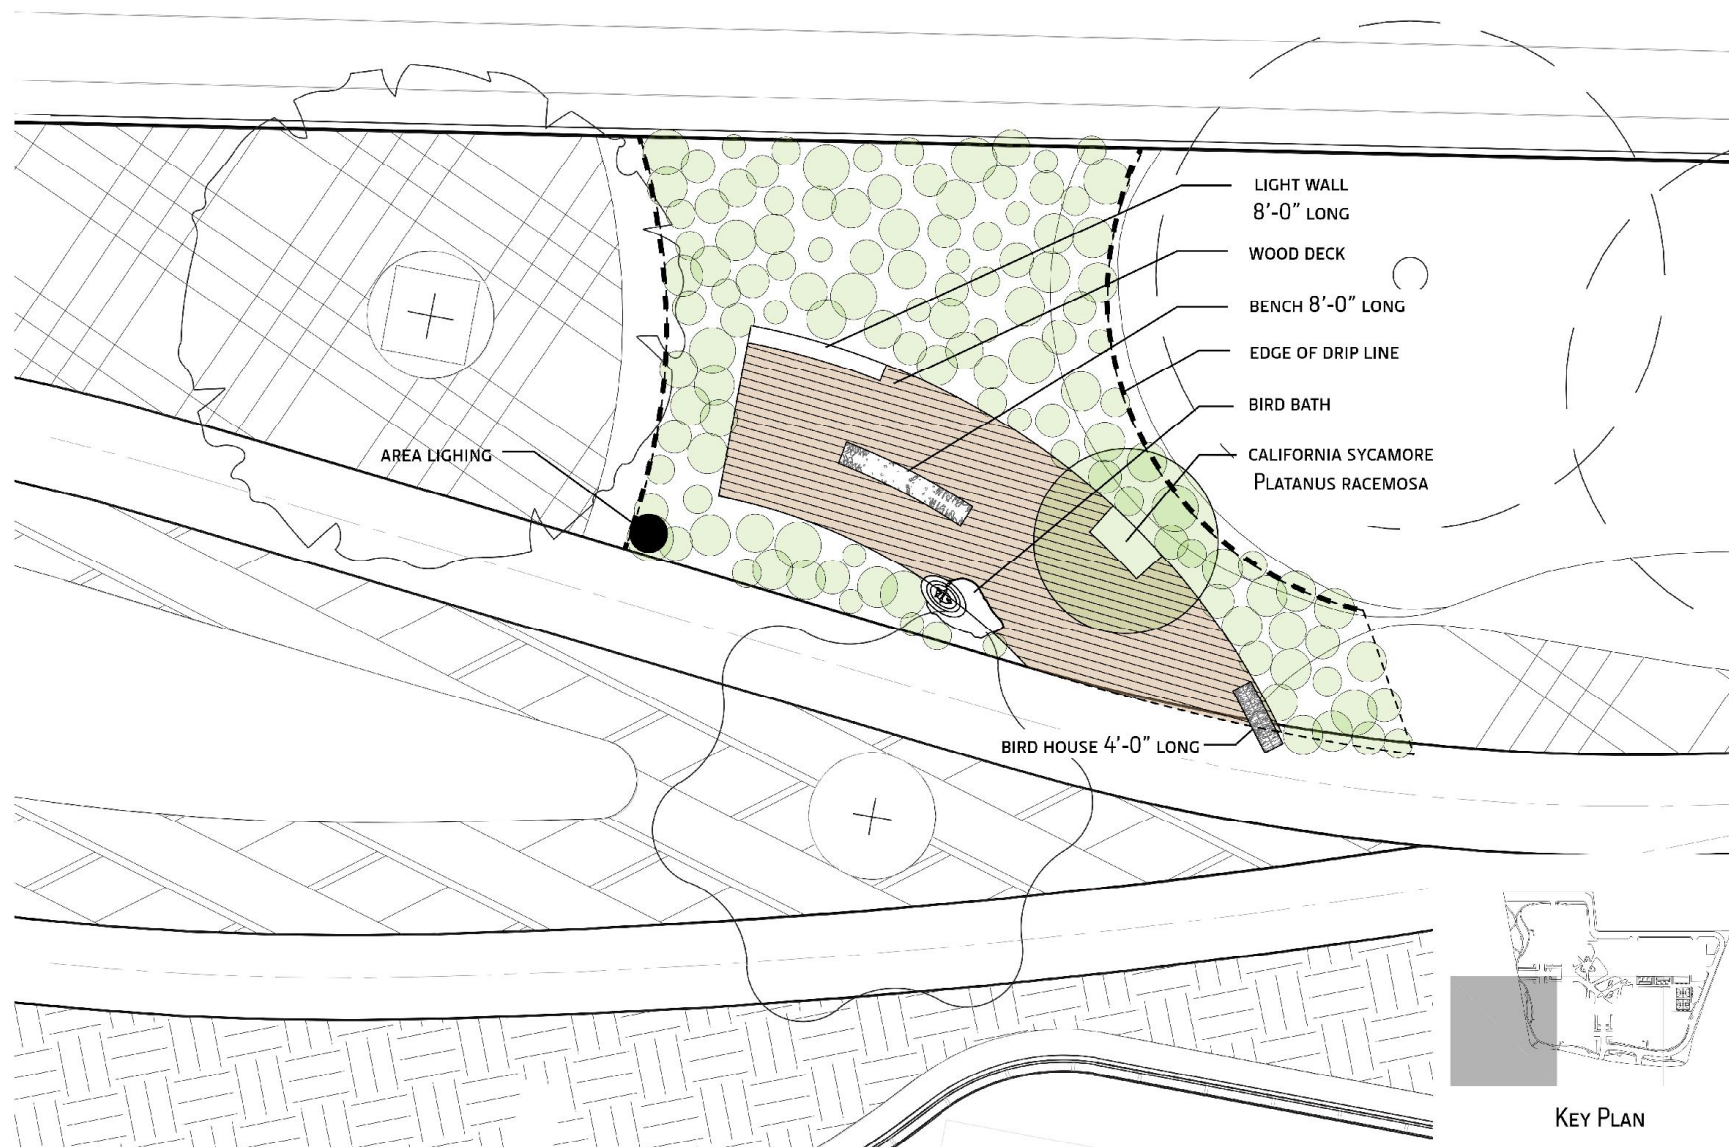 LIGHT WALL
8'-0" LONG
WOOD DECK
BENCH 8'-0" LONG
EDGE OF DRIP LINE
BIRD BATH
AREA LIGHING
CALIFORNIA SYCAMORE
PLATANUS RACEMOSA
BIRD HOUSE 4'-0" LONG
KEY PLAN